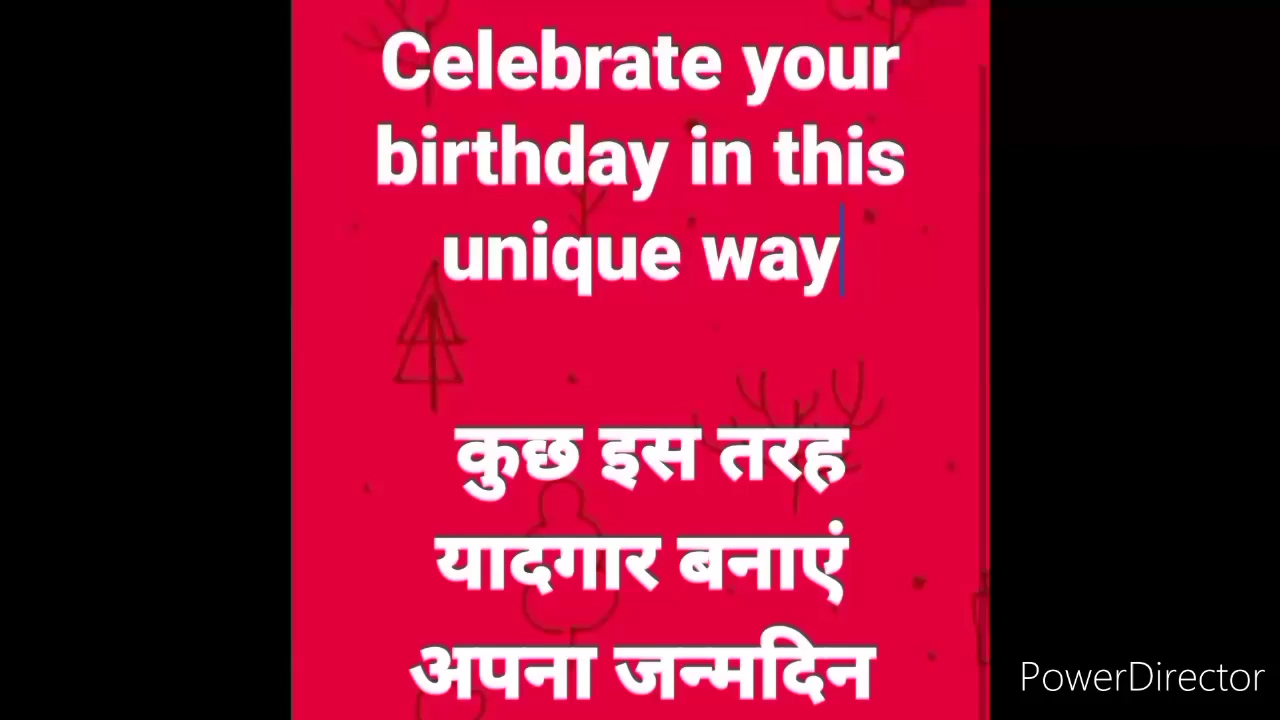 Celebrate your
birthday in this
unique way
कुछ इस तरह
यादगार बनाएं
अपना जन्मदिन
PowerDirector